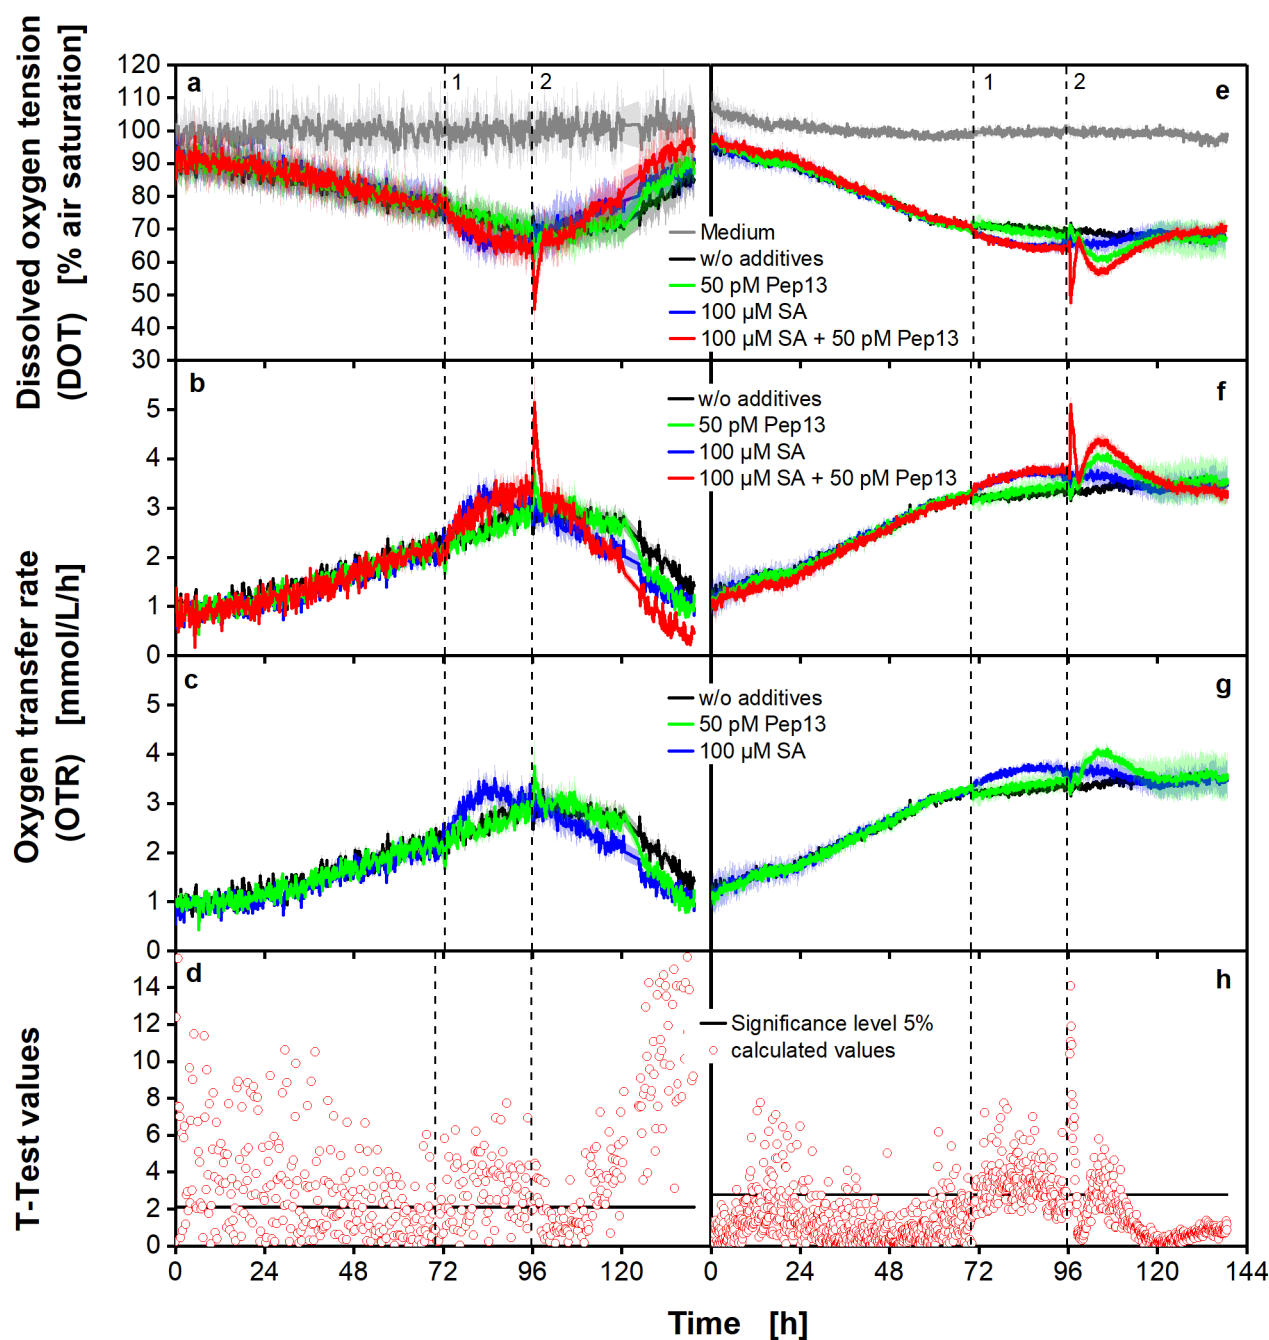 Dissolved oxygen tension
(DOT) [% air saturation)
120
110
100
90
80
70
60
50
40
30
a
1
2
1
2
e
Medium
w/o additives
50 pM Pep13
100 µM SA
100 µM SA + 50 pM Pep13
Oxygen transfer rate
(OTR) [mmol/L/h)
5
4
3
2
1
0
b
f
w/o additives
50 pM Pep13
100 µM SA
100 µM SA + 50 pM Pep13
5
4
3
2
1
0
c
g
w/o additives
50 pM Pep13
100 µM SA
T-Test values
14
12
10
8
6
4
2
0
d
h
Significance level 5%
calculated values
0 24 48 72 96 120 0 24 48 72 96 120 144
Time [h]